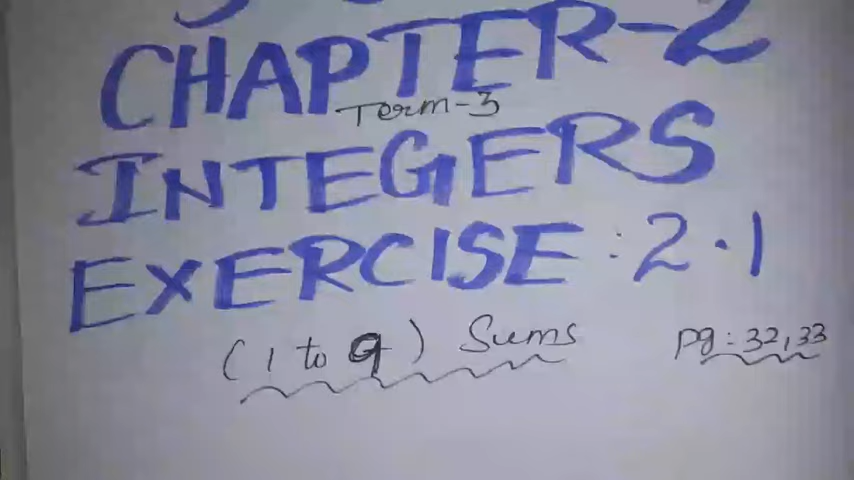 CHAPTER-2
Term-3
INTEGERS
EXERCISE : 2.1
(1 to 9) Sums pg: 32,33